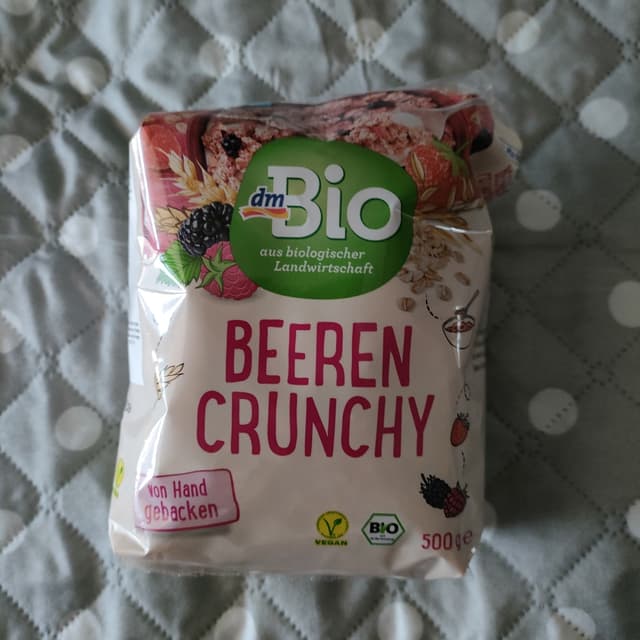 dm Bio
aus biologischer
Landwirtschaft
BEEREN
CRUNCHY
von Hand
gebacken
VEGAN
BIO
500 g e